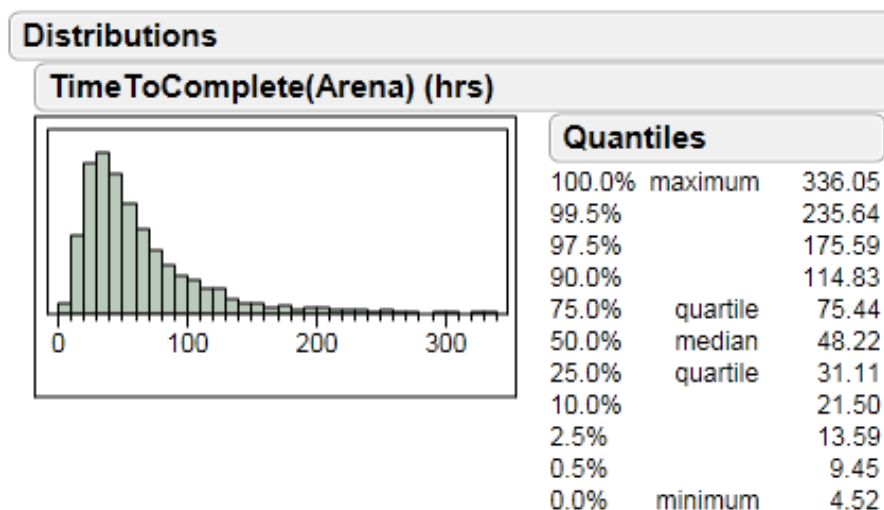 Distributions
TimeToComplete(Arena) (hrs)
0 100 200 300
Quantiles
100.0% maximum 336.05
99.5% 235.64
97.5% 175.59
90.0% 114.83
75.0% quartile 75.44
50.0% median 48.22
25.0% quartile 31.11
10.0% 21.50
2.5% 13.59
0.5% 9.45
0.0% minimum 4.52